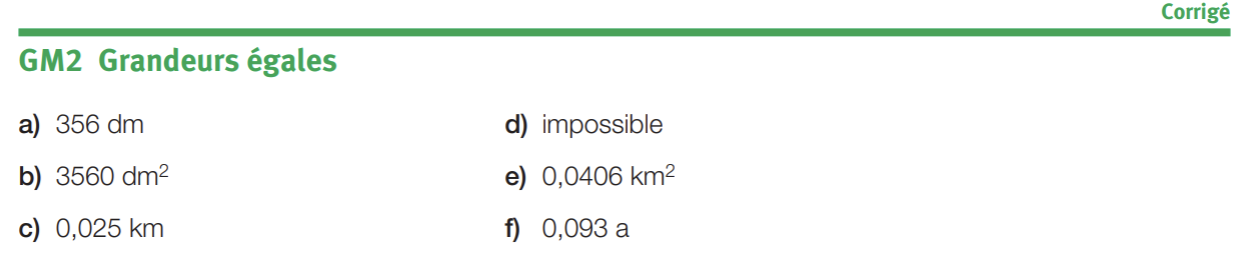 Corrigé
GM2 Grandeurs égales
a) 356 dm
b) 3560 dm²
c) 0,025 km
d) impossible
e) 0,0406 km²
f) 0,093 a